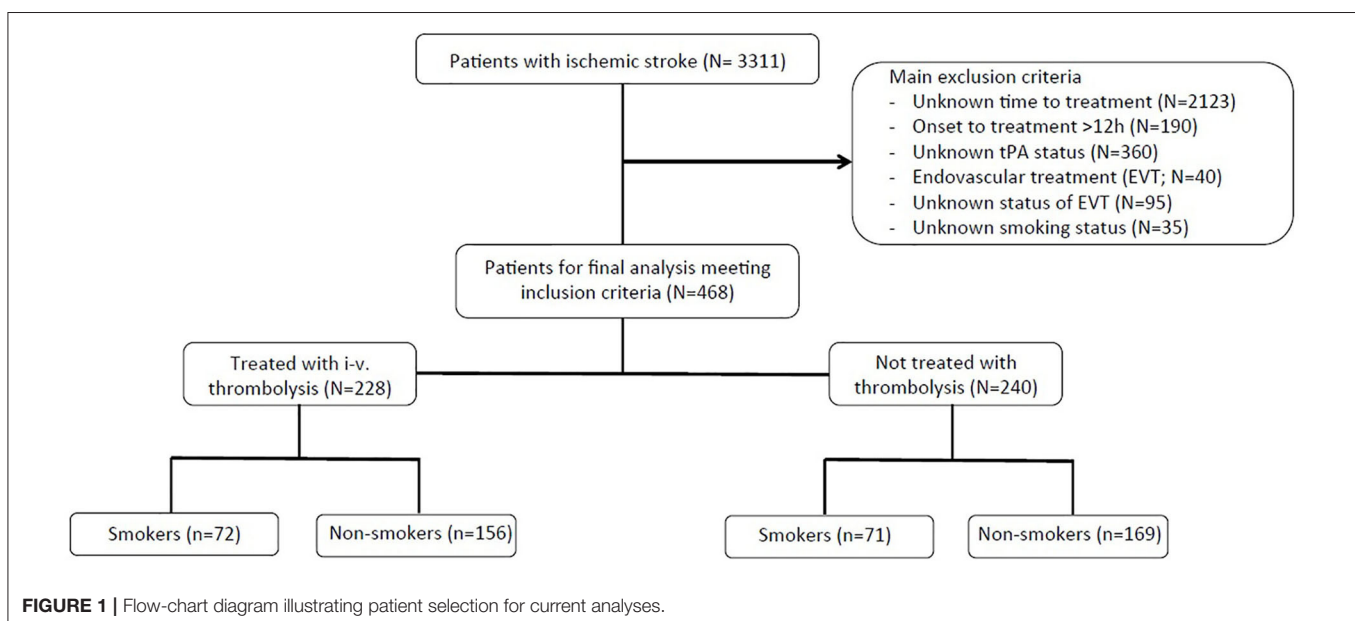 Patients with ischemic stroke (N= 3311)
Main exclusion criteria
- Unknown time to treatment (N=2123)
- Onset to treatment >12h (N=190)
- Unknown tPA status (N=360)
- Endovascular treatment (EVT; N=40)
- Unknown status of EVT (N=95)
- Unknown smoking status (N=35)
Patients for final analysis meeting
inclusion criteria (N=468)
Treated with i-v.
thrombolysis (N=228)
Not treated with
thrombolysis (N=240)
Smokers (n=72)
Non-smokers (n=156)
Smokers (n=71)
Non-smokers (n=169)
FIGURE 1 | Flow-chart diagram illustrating patient selection for current analyses.